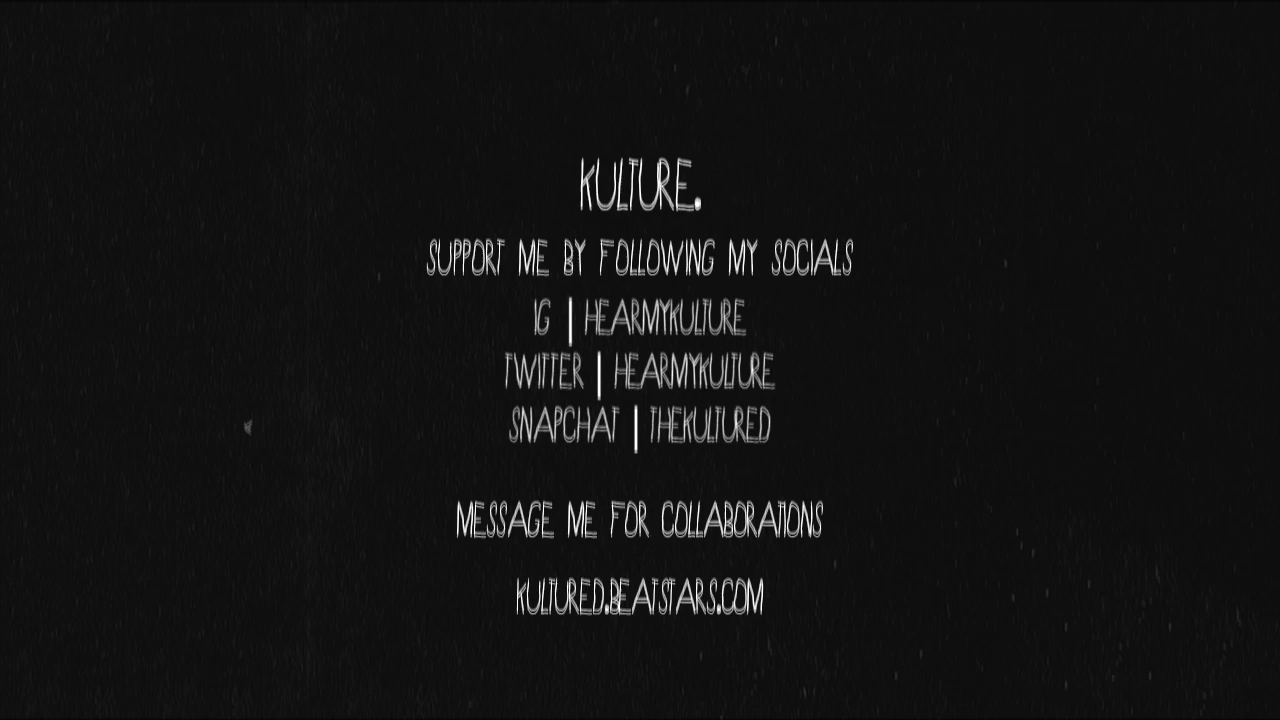 KULTURE.
SUPPORT ME BY FOLLOWING MY SOCIALS
IG | HEARMYKULTURE
TWITTER | HEARMYKULTURE
SNAPCHAT | THEKULTURED
MESSAGE ME FOR COLLABORATIONS
KULTURED.BEATSTARS.COM